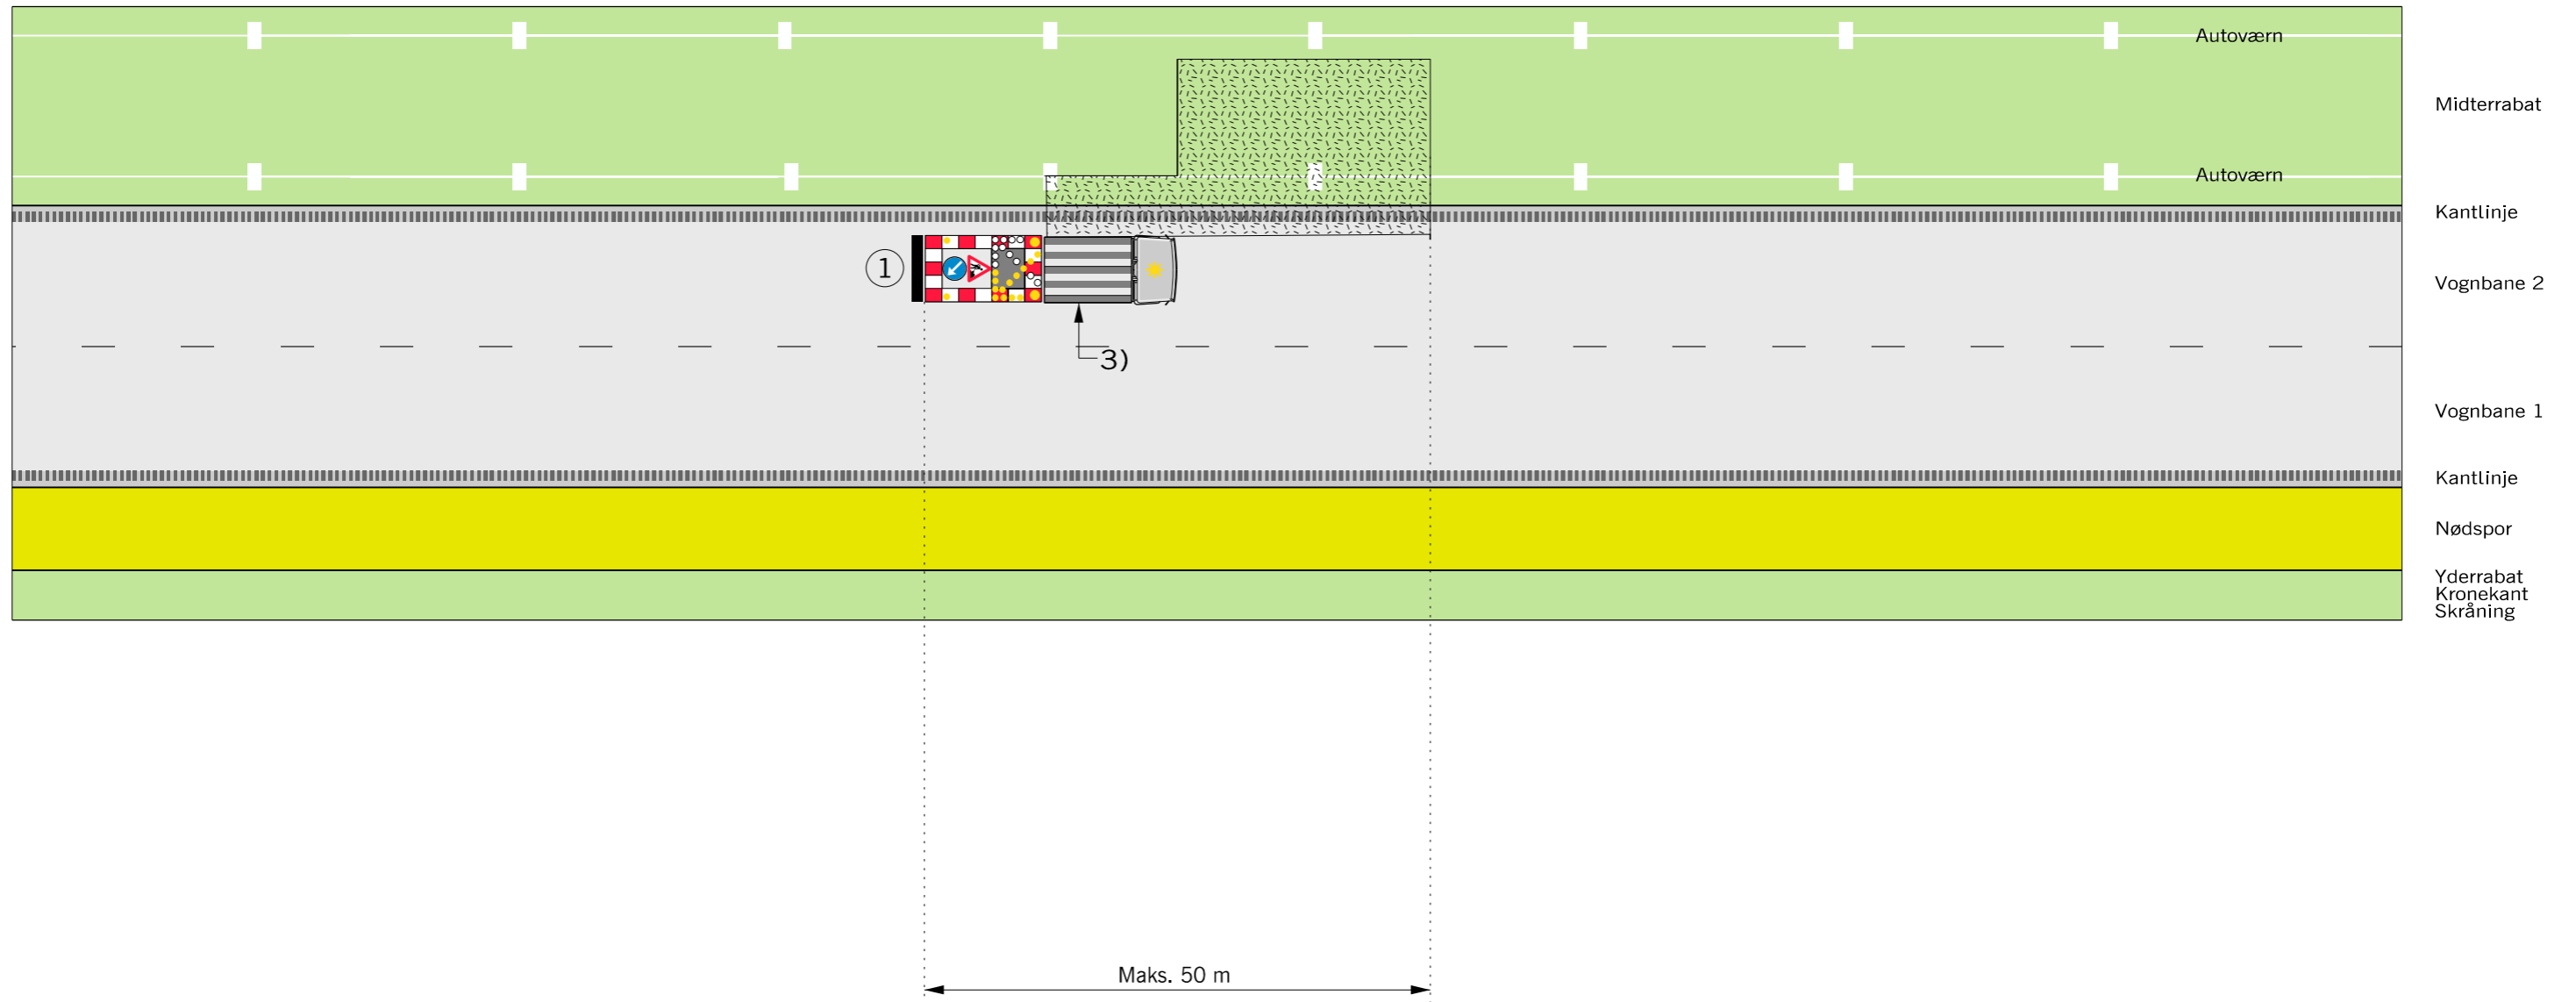 Autoværn
Midterrabat
Autoværn
Kantlinje
1
Vognbane 2
3)
Vognbane 1
Kantlinje
Nødspor
Yderrabat
Kronekant
Skråning
Maks. 50 m